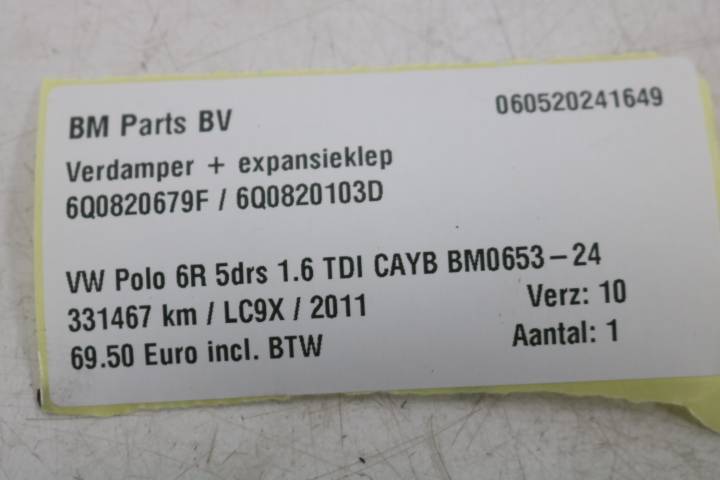 BM Parts BV 060520241649
Verdamper + expansieklep
6Q0820679F / 6Q0820103D
VW Polo 6R 5drs 1.6 TDI CAYB BM0653-24
331467 km / LC9X / 2011 Verz: 10
69.50 Euro incl. BTW Aantal: 1